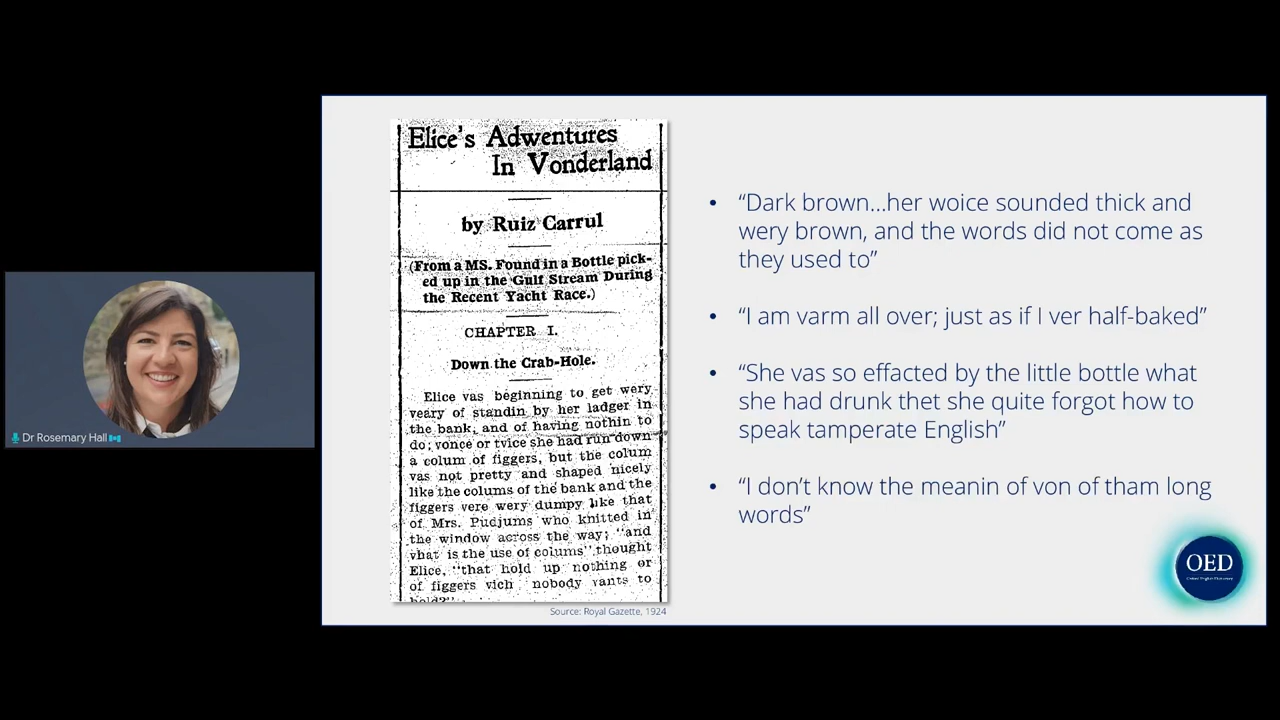 Elice's Adwentures
In Vonderland
by Ruiz Carrul
(From a MS. Found in a Bottle pick-
ed up in the Gulf Stream During
the Recent Yacht Race.)
CHAPTER I.
Down the Crab-Hole.
Elice vas beginning to get wery
veary of standin by her ladger in
the bank, and of having nothin to
do; vonce or tvice she had run down
a colum of figgers, but the colum
vas not pretty and shaped nicely
like the colums of the bank and the
figgers vere wery dumpy like that
of Mrs. Pudjums who knitted in
the window across the way; "and
vhat is the use of colums" thought
Elice, "that hold up nothing or
of figgers vich nobody vants to
hold?"
Source: Royal Gazette, 1924
• “Dark brown...her woice sounded thick and
wery brown, and the words did not come as
they used to”
• “I am varm all over; just as if I ver half-baked”
• “She vas so effacted by the little bottle what
she had drunk thet she quite forgot how to
speak tamperate English”
• “I don’t know the meanin of von of tham long
words”
OED
Oxford English Dictionary
Dr Rosemary Hall